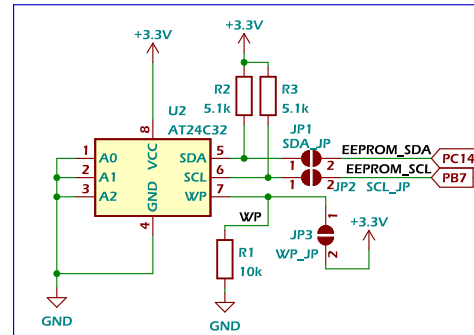 +3.3V
+3.3V
R2
5.1k
R3
5.1k
U2
AT24C32
JP1
SDA_JP
EEPROM_SDA
1 A0
2 A1
3 A2
8 VCC
4 GND
SDA 5
SCL 6
WP 7
1 2
PC14
EEPROM_SCL
1 2
JP2 SCL_JP
PB7
WP
R1
10k
1
JP3
WP_JP
2
+3.3V
GND
GND